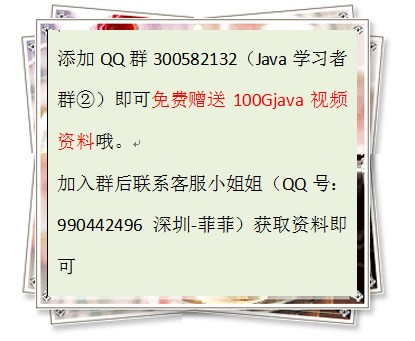 添加 QQ 群 300582132（Java 学习者
群②）即可免费赠送 100Gjava 视频
资料哦。
加入群后联系客服小姐姐（QQ 号：
990442496 深圳-菲菲）获取资料即
可